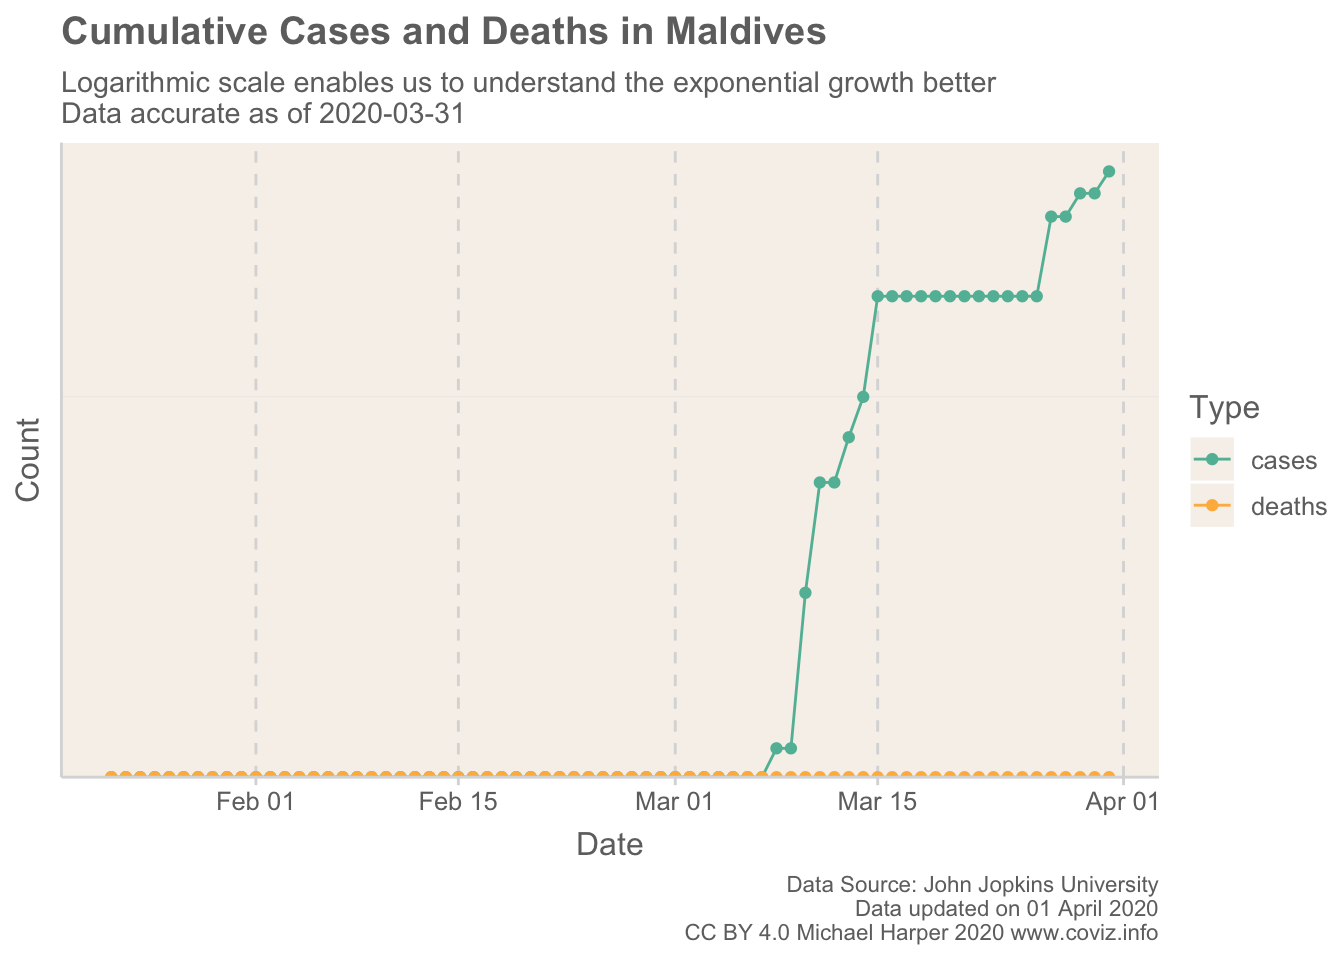 Cumulative Cases and Deaths in Maldives
Logarithmic scale enables us to understand the exponential growth better
Data accurate as of 2020-03-31
Count
Type
cases
deaths
Feb 01
Feb 15
Mar 01
Mar 15
Apr 01
Date
Data Source: John Jopkins University
Data updated on 01 April 2020
CC BY 4.0 Michael Harper 2020 www.coviz.info